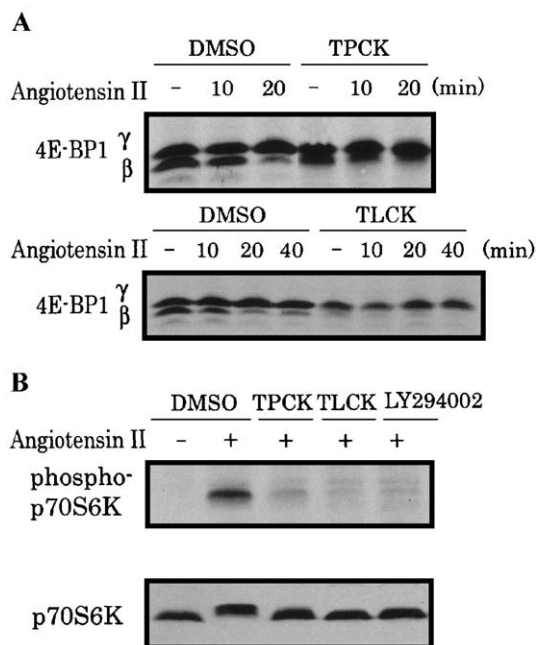 A
DMSO TPCK
Angiotensin II - 10 20 - 10 20 (min)
4E-BP1 γ
β
DMSO TLCK
Angiotensin II - 10 20 40 - 10 20 40 (min)
4E-BP1 γ
β
B
DMSO TPCK TLCK LY294002
Angiotensin II - + + + +
phospho-
p70S6K
p70S6K